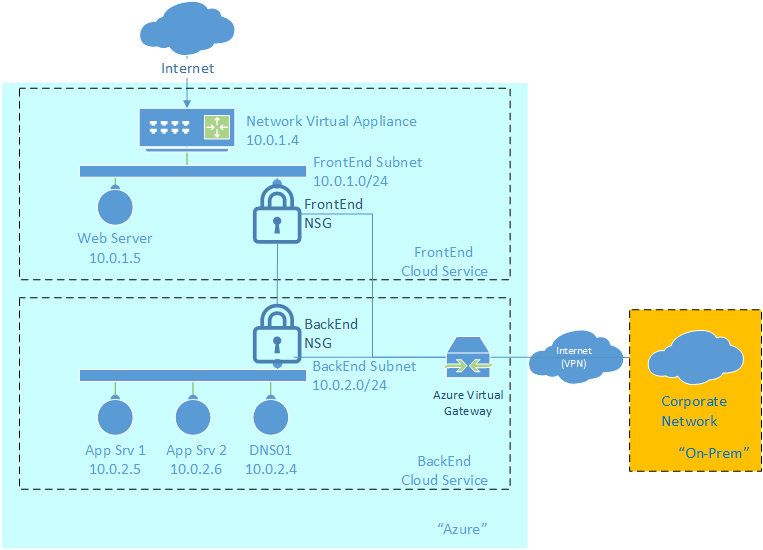 Internet
Network Virtual Appliance
10.0.1.4
FrontEnd Subnet
10.0.1.0/24
FrontEnd
NSG
Web Server
10.0.1.5
FrontEnd
Cloud Service
BackEnd
NSG
BackEnd Subnet
10.0.2.0/24
Azure Virtual
Gateway
Internet
(VPN)
Corporate
Network
“On-Prem”
App Srv 1
10.0.2.5
App Srv 2
10.0.2.6
DNS01
10.0.2.4
BackEnd
Cloud Service
“Azure”